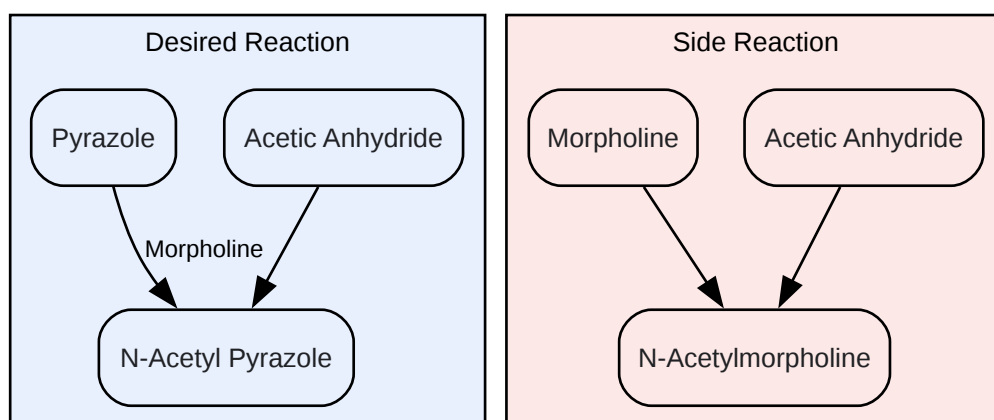 Desired Reaction
Pyrazole
Acetic Anhydride
Morpholine
N-Acetyl Pyrazole
Side Reaction
Morpholine
Acetic Anhydride
N-Acetylmorpholine